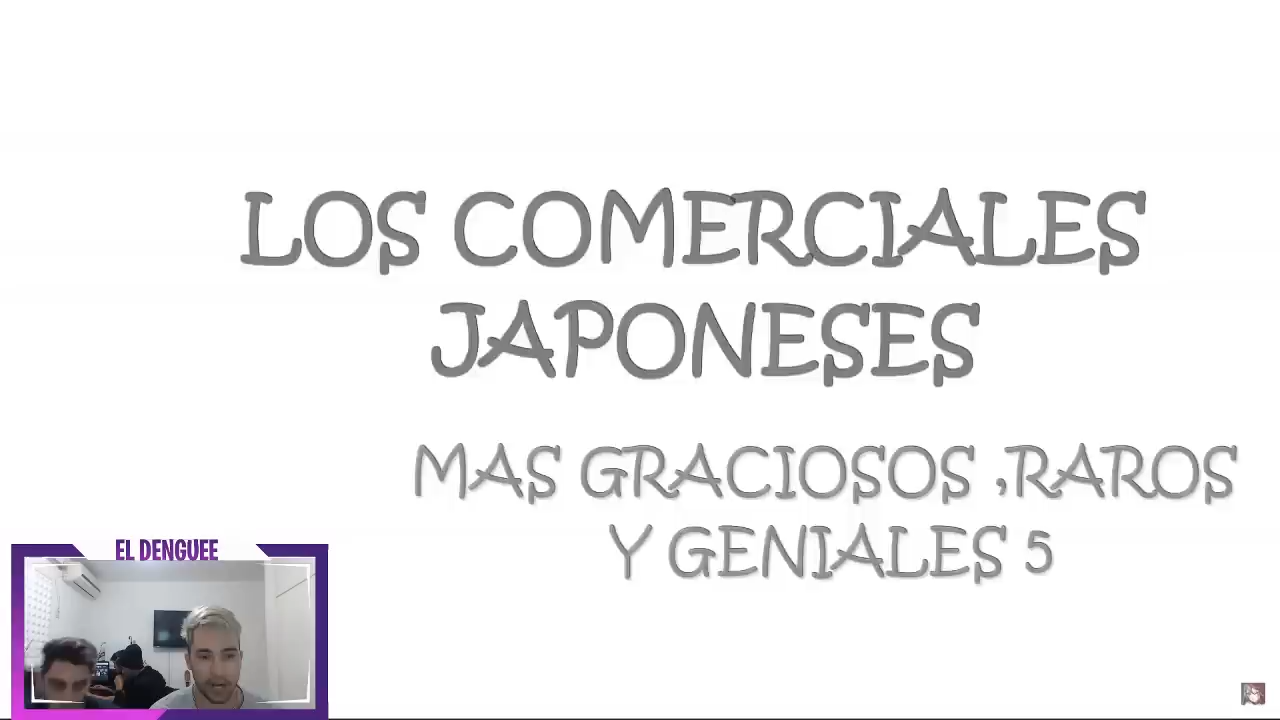 LOS COMERCIALES
JAPONESES
MAS GRACIOSOS ,RAROS
Y GENIALES 5
EL DENGUEE